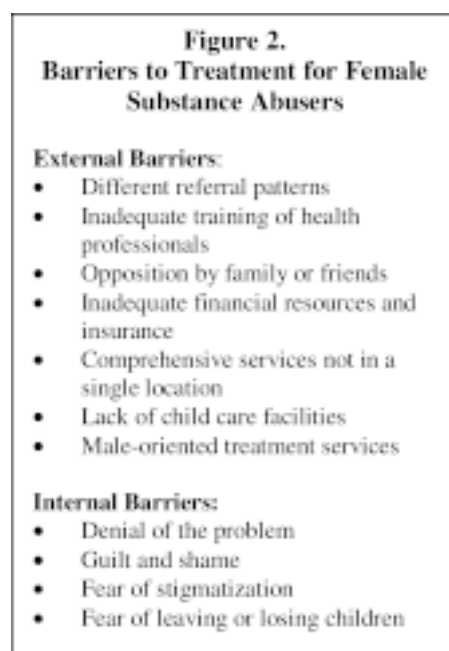 Figure 2.
Barriers to Treatment for Female
Substance Abusers
External Barriers:
• Different referral patterns
• Inadequate training of health
professionals
• Opposition by family or friends
• Inadequate financial resources and
insurance
• Comprehensive services not in a
single location
• Lack of child care facilities
• Male-oriented treatment services
Internal Barriers:
• Denial of the problem
• Guilt and shame
• Fear of stigmatization
• Fear of leaving or losing children